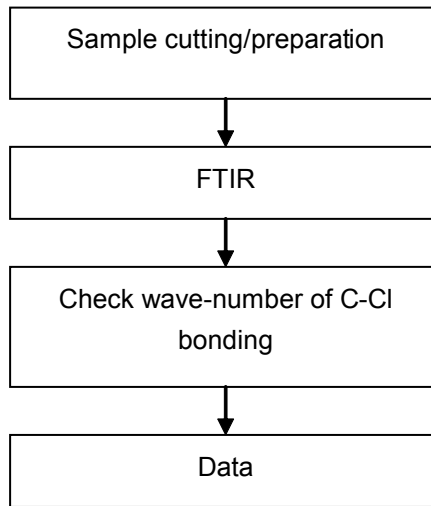 Sample cutting/preparation
FTIR
Check wave-number of C-Cl
bonding
Data